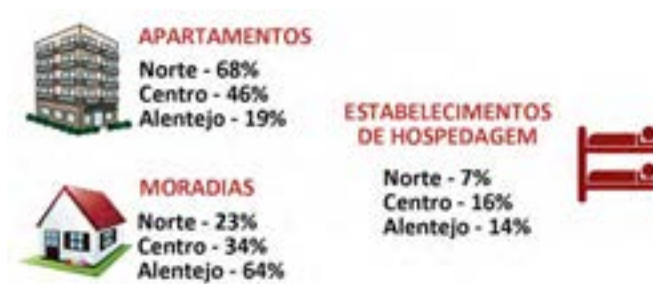 APARTAMENTOS
Norte - 68%
Centro - 46%
Alentejo - 19%
MORADIAS
Norte - 23%
Centro - 34%
Alentejo - 64%
ESTABELECIMENTOS
DE HOSPEDAGEM
Norte - 7%
Centro - 16%
Alentejo - 14%